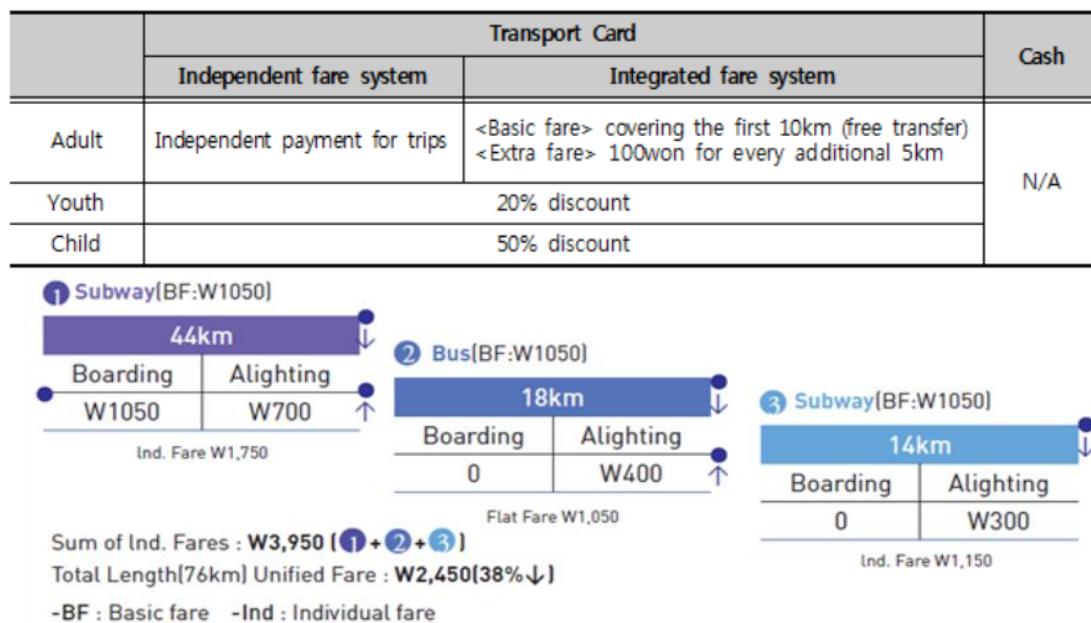 Transport Card
Cash
Independent fare system
Integrated fare system
Adult
Independent payment for trips
<Basic fare> covering the first 10km (free transfer)
<Extra fare> 100won for every additional 5km
N/A
Youth
20% discount
Child
50% discount
1 Subway(BF:W1050)
44km
Boarding
Alighting
W1050
W700
Ind. Fare W1,750
2 Bus(BF:W1050)
18km
Boarding
Alighting
0
W400
Flat Fare W1,050
3 Subway(BF:W1050)
14km
Boarding
Alighting
0
W300
Ind. Fare W1,150
Sum of Ind. Fares : W3,950 (1+2+3)
Total Length(76km) Unified Fare : W2,450(38%↓)
-BF : Basic fare -Ind : Individual fare